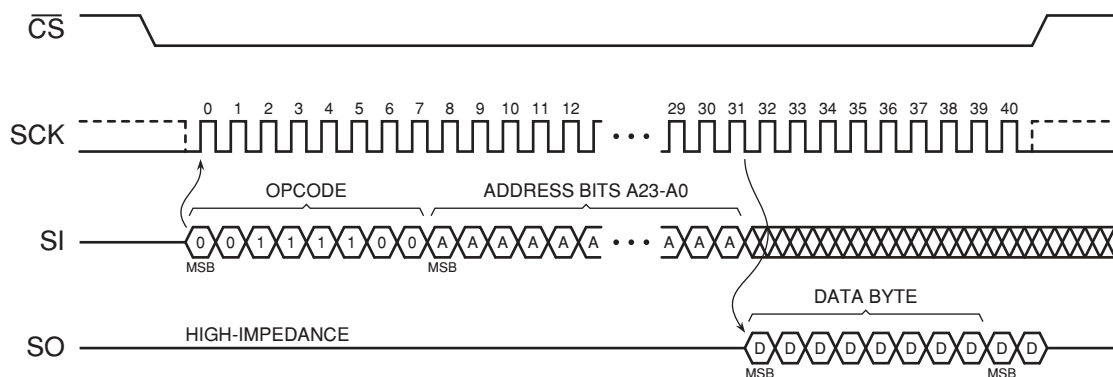 CS
0 1 2 3 4 5 6 7 8 9 10 11 12 29 30 31 32 33 34 35 36 37 38 39 40
SCK
OPCODE ADDRESS BITS A23-A0
SI 0 0 1 1 1 1 0 0 A A A A A A A A A
MSB MSB
DATA BYTE
HIGH-IMPEDANCE
SO D D D D D D D D D D
MSB MSB